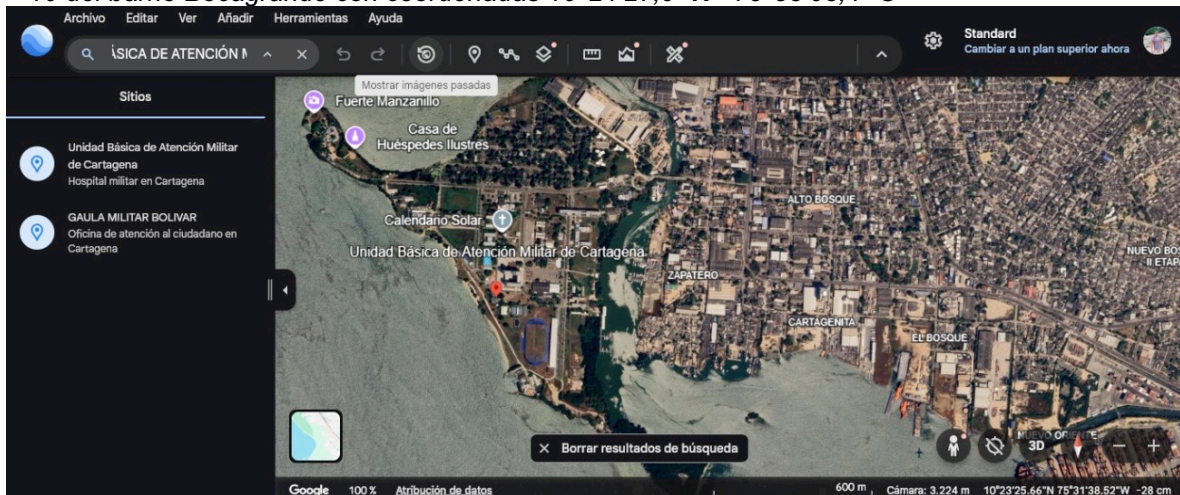 Archivo Editar Ver Añadir Herramientas Ayuda
ÁSICA DE ATENCIÓN M
Standard
Cambiar a un plan superior ahora
Mostrar imágenes pasadas
Sitios
Unidad Básica de Atención Militar
de Cartagena
Hospital militar en Cartagena
GAULA MILITAR BOLIVAR
Oficina de atención al ciudadano en
Cartagena
Fuerte Manzanillo
Casa de
Huéspedes Ilustres
Calendario Solar
Unidad Básica de Atención Militar de Cartagena
ALTO BOSQUE
ZAPATERO
CARTAGENITA
EL BOSQUE
NUEVO BOS
II ETAP
NUEVO ORIENTE
3D
Borrar resultados de búsqueda
Google 100 % Atribución de datos
600 m Cámara: 3.224 m 10°23'25.66"N 75°31'38.52"W -28 cm